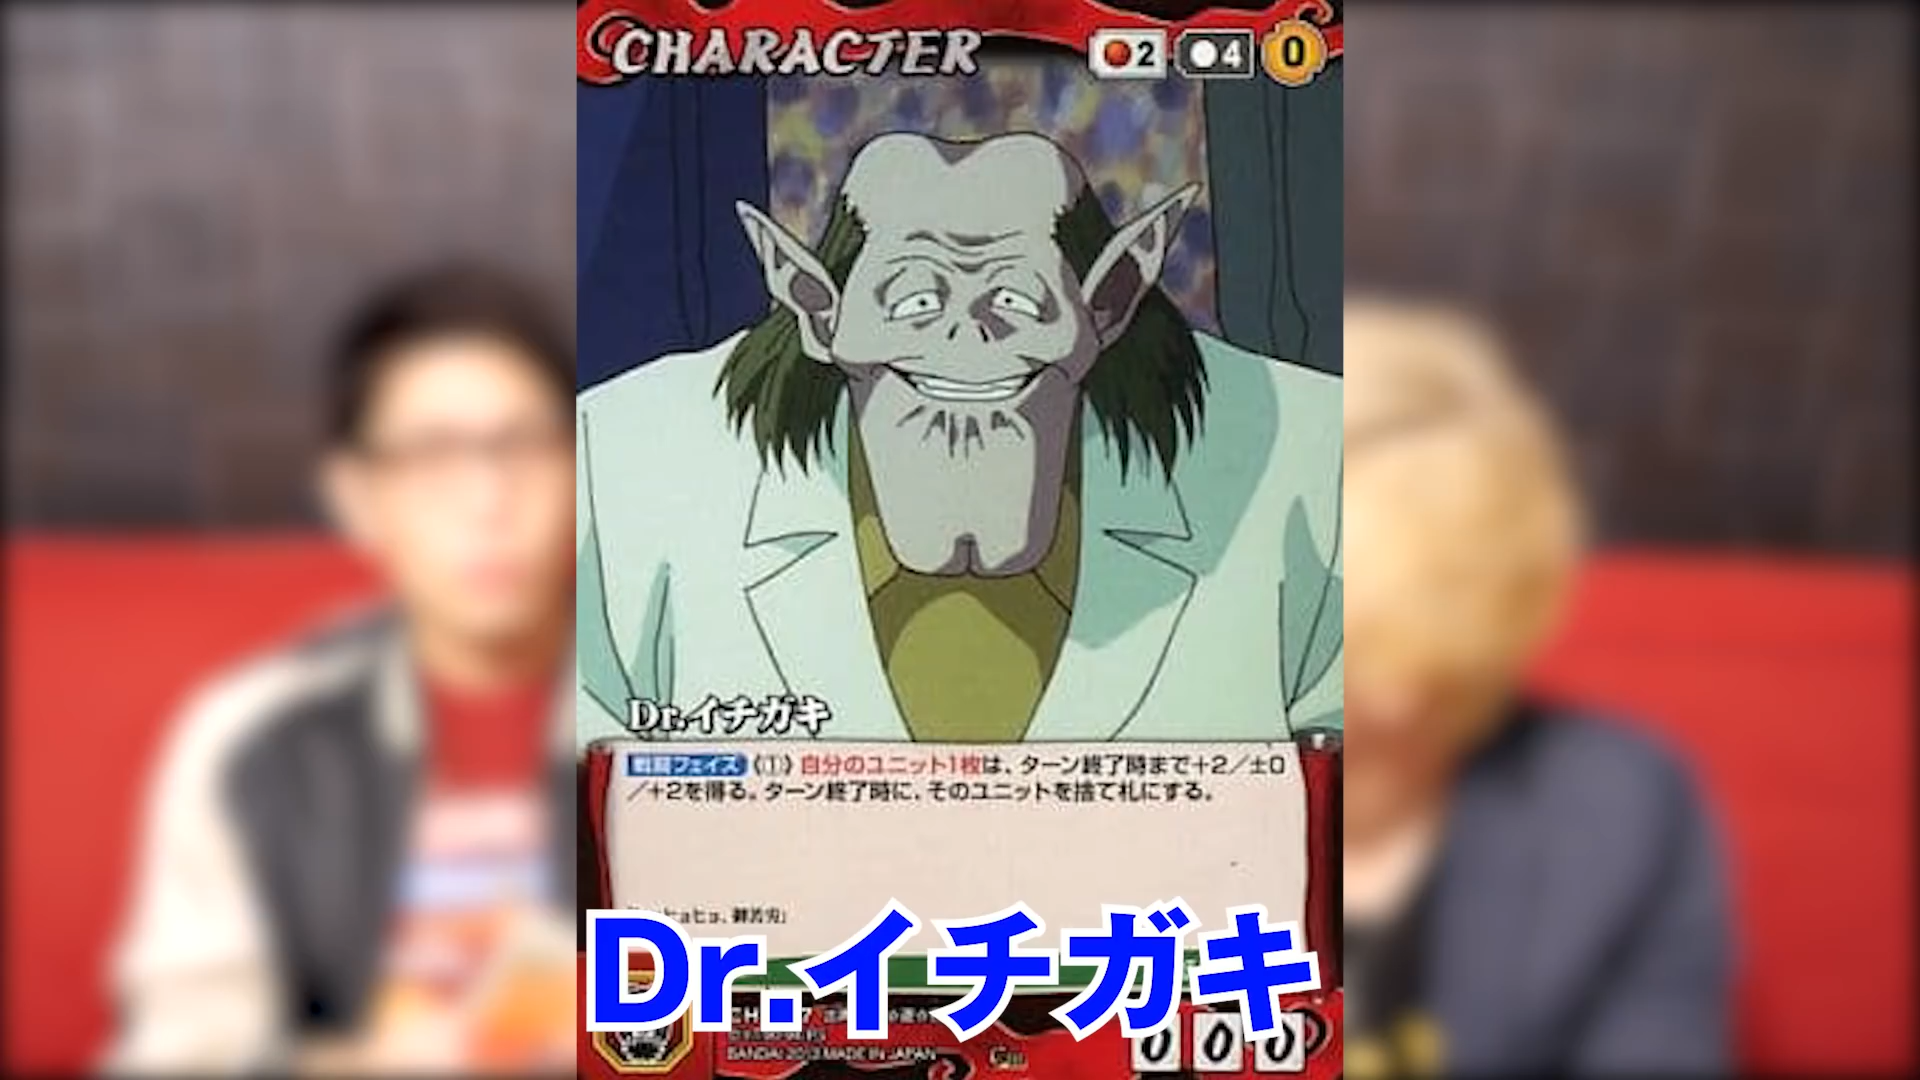 CHARACTER 2 4 0
Dr.イチガキ
戦闘フェイズ 《①》 自分のユニット1枚は、ターン終了時まで+2/±0
/+2を得る。ターン終了時に、そのユニットを捨て札にする。
Dr.イチガキ
BANDAI 2012 MADE IN JAPAN
0 0 0